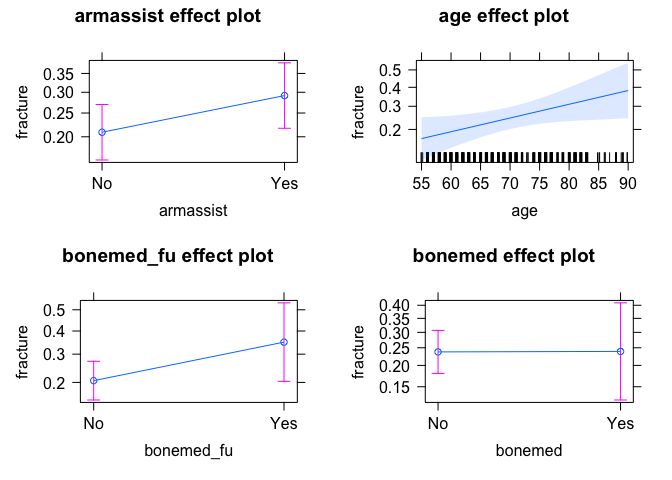 armassist effect plot
fracture
0.35
0.30
0.25
0.20
No Yes
armassist
age effect plot
fracture
0.5
0.4
0.3
0.2
55 60 65 70 75 80 85 90
age
bonemed_fu effect plot
fracture
0.5
0.4
0.3
0.2
No Yes
bonemed_fu
bonemed effect plot
fracture
0.40
0.35
0.30
0.25
0.20
0.15
No Yes
bonemed